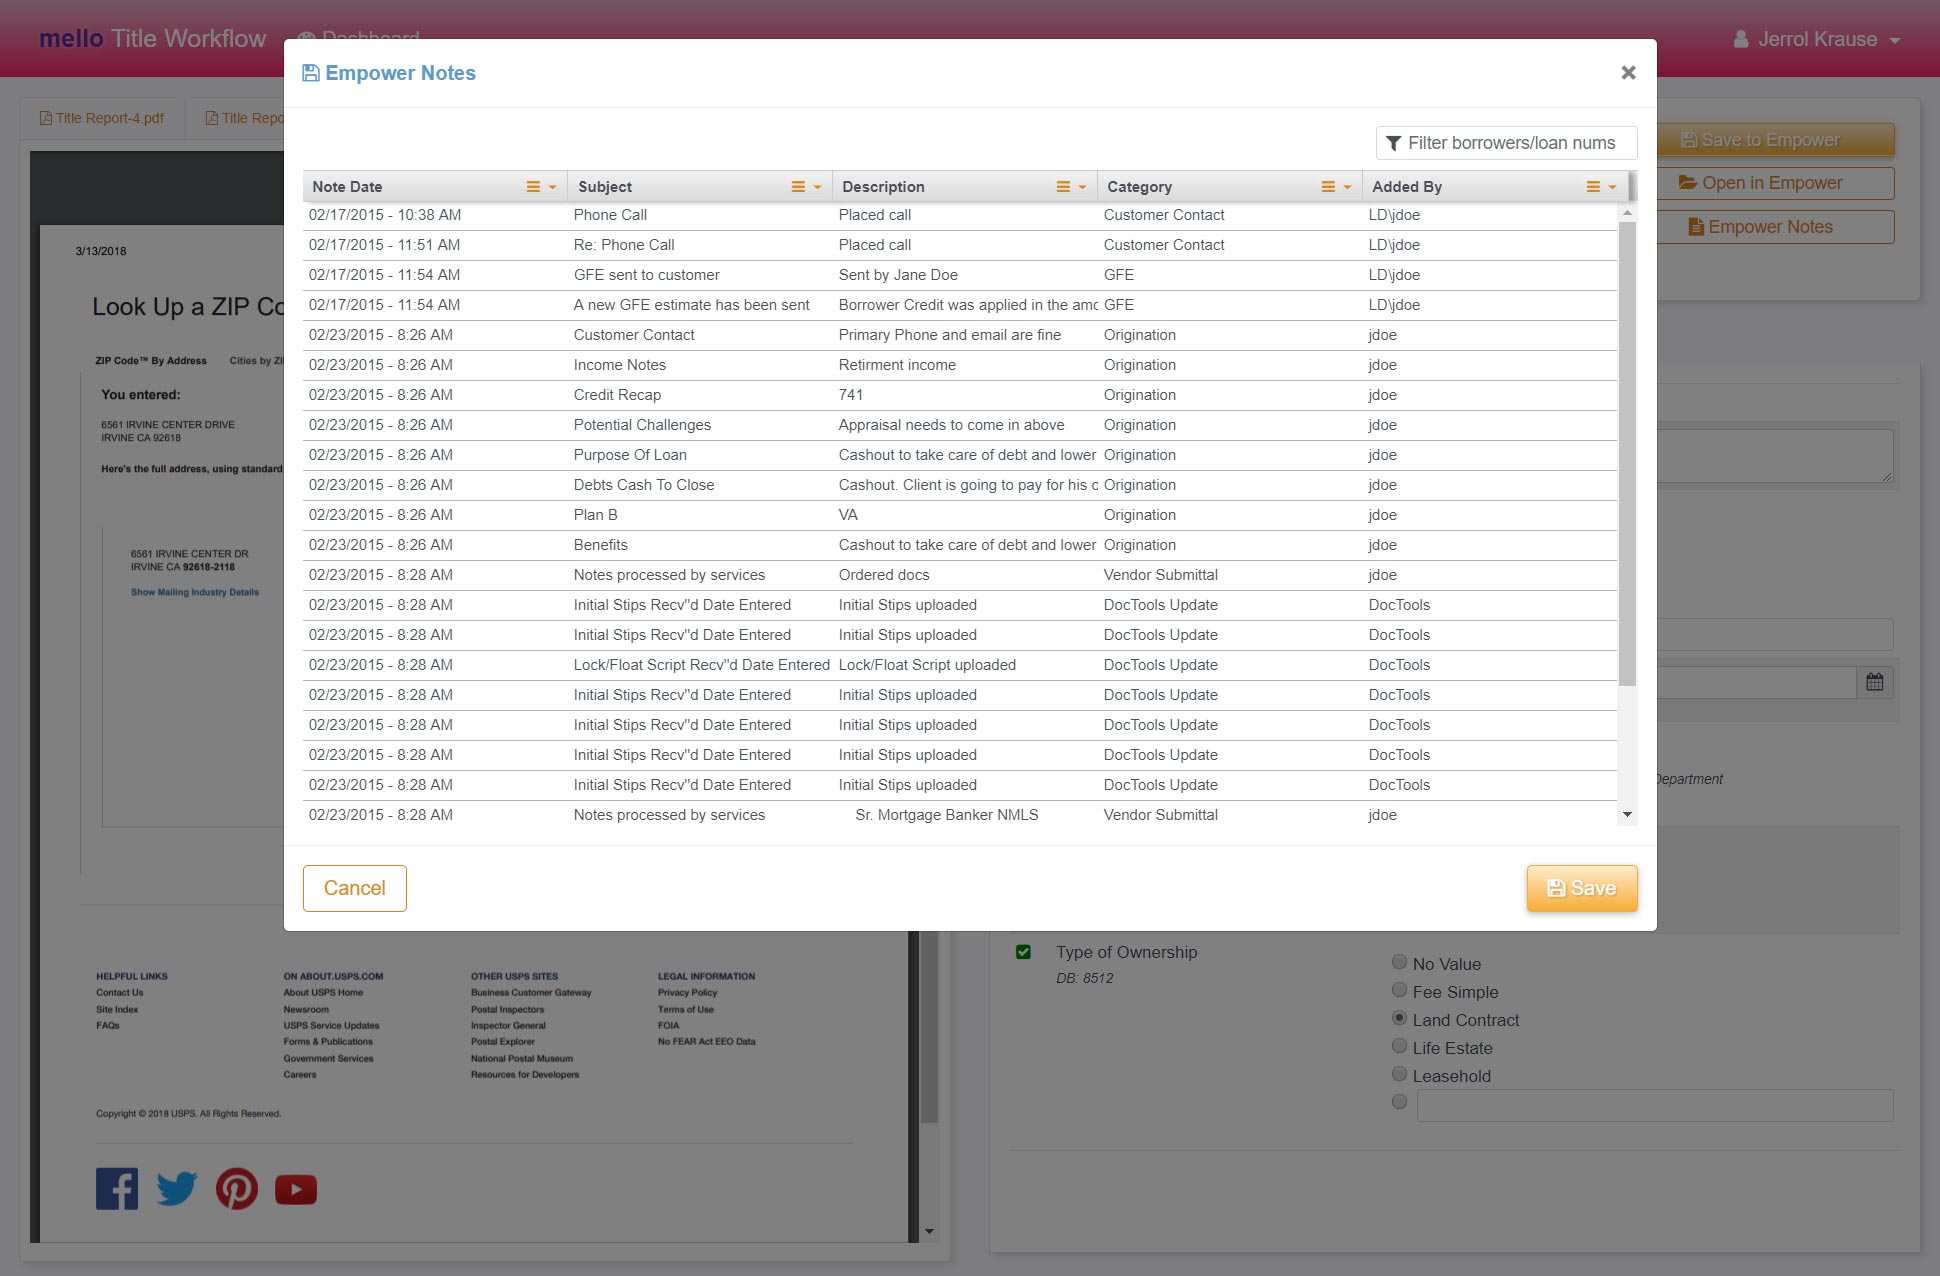 mello Title Workflow
Dashboard
Jerrol Krause
Empower Notes
×
Title Report-4.pdf
Title Repo
Filter borrowers/loan nums
Save to Empower
Open in Empower
Empower Notes
Note Date Subject Description Category Added By
02/17/2015 - 10:38 AM Phone Call Placed call Customer Contact LD\jdoe
02/17/2015 - 11:51 AM Re: Phone Call Placed call Customer Contact LD\jdoe
02/17/2015 - 11:54 AM GFE sent to customer Sent by Jane Doe GFE LD\jdoe
02/17/2015 - 11:54 AM A new GFE estimate has been sent Borrower Credit was applied in the amo GFE LD\jdoe
02/23/2015 - 8:26 AM Customer Contact Primary Phone and email are fine Origination jdoe
02/23/2015 - 8:26 AM Income Notes Retirment income Origination jdoe
02/23/2015 - 8:26 AM Credit Recap 741 Origination jdoe
02/23/2015 - 8:26 AM Potential Challenges Appraisal needs to come in above Origination jdoe
02/23/2015 - 8:26 AM Purpose Of Loan Cashout to take care of debt and lower Origination jdoe
02/23/2015 - 8:26 AM Debts Cash To Close Cashout. Client is going to pay for his c Origination jdoe
02/23/2015 - 8:26 AM Plan B VA Origination jdoe
02/23/2015 - 8:26 AM Benefits Cashout to take care of debt and lower Origination jdoe
02/23/2015 - 8:28 AM Notes processed by services Ordered docs Vendor Submittal jdoe
02/23/2015 - 8:28 AM Initial Stips Recv"d Date Entered Initial Stips uploaded DocTools Update DocTools
02/23/2015 - 8:28 AM Initial Stips Recv"d Date Entered Initial Stips uploaded DocTools Update DocTools
02/23/2015 - 8:28 AM Lock/Float Script Recv"d Date Entered Lock/Float Script uploaded DocTools Update DocTools
02/23/2015 - 8:28 AM Initial Stips Recv"d Date Entered Initial Stips uploaded DocTools Update DocTools
02/23/2015 - 8:28 AM Initial Stips Recv"d Date Entered Initial Stips uploaded DocTools Update DocTools
02/23/2015 - 8:28 AM Initial Stips Recv"d Date Entered Initial Stips uploaded DocTools Update DocTools
02/23/2015 - 8:28 AM Initial Stips Recv"d Date Entered Initial Stips uploaded DocTools Update DocTools
02/23/2015 - 8:28 AM Notes processed by services Sr. Mortgage Banker NMLS Vendor Submittal jdoe
Cancel
Save
3/13/2018
Look Up a ZIP Co
ZIP Code™ By Address Cities by ZI
You entered:
6561 IRVINE CENTER DRIVE
IRVINE CA 92618
Here's the full address, using standard
6561 IRVINE CENTER DR
IRVINE CA 92618-2118
Show Mailing Industry Details
HELPFUL LINKS
Contact Us
Site Index
FAQs
ON ABOUT.USPS.COM
About USPS Home
Newsroom
USPS Service Updates
Forms & Publications
Government Services
Careers
OTHER USPS SITES
Business Customer Gateway
Postal Inspectors
Inspector General
Postal Explorer
National Postal Museum
Resources for Developers
LEGAL INFORMATION
Privacy Policy
Terms of Use
FOIA
No FEAR Act EEO Data
Copyright © 2018 USPS. All Rights Reserved.
Department
Type of Ownership
DB: 8512
No Value
Fee Simple
Land Contract
Life Estate
Leasehold